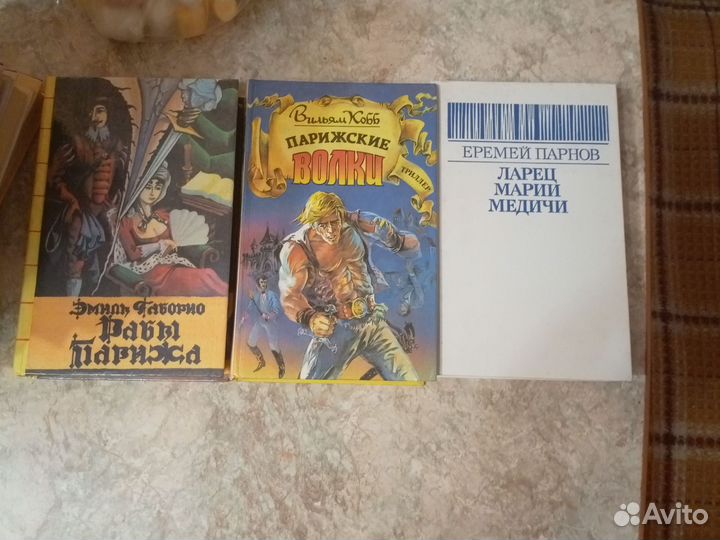 Эмиль Габорио
Рабы
Парижа
Вильям Кобб
ПАРИЖСКИЕ
ВОЛКИ
ТРИЛЛЕР
ЕРЕМЕЙ ПАРНОВ
ЛАРЕЦ
МАРИИ
МЕДИЧИ
Avito